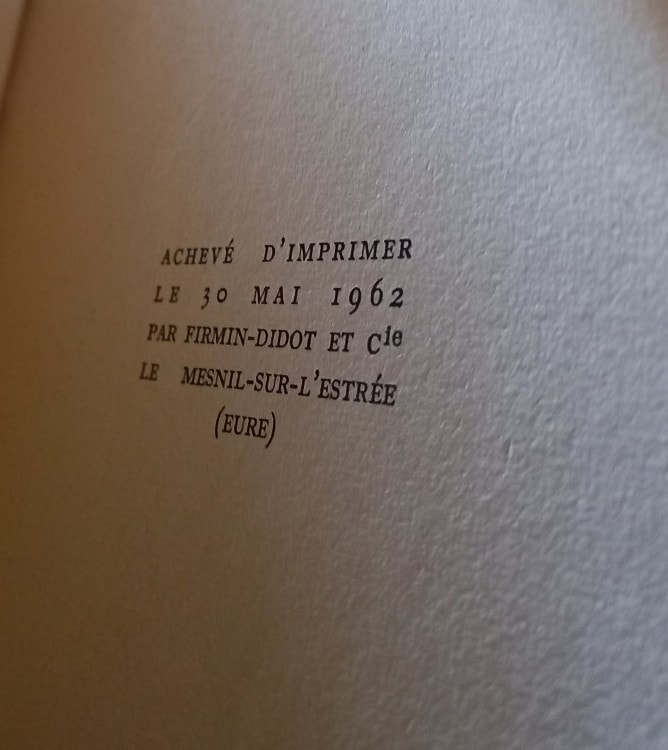 ACHEVÉ D'IMPRIMER
LE 30 MAI 1962
PAR FIRMIN-DIDOT ET Cie
LE MESNIL-SUR-L'ESTRÉE
(EURE)